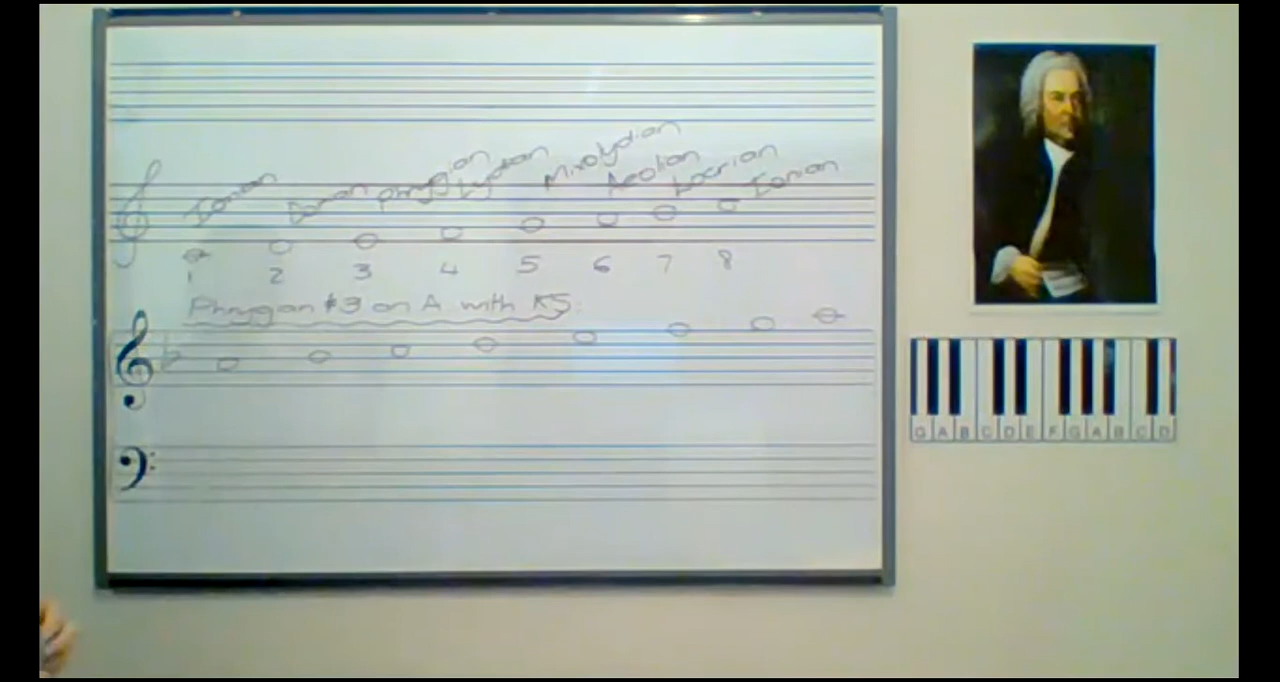 Ionian Dorian Phrygian Lydian Mixolydian Aeolian Locrian Ionian
1 2 3 4 5 6 7 8
Phrygian #3 on A with KS:
G A B C D E F G A B C D